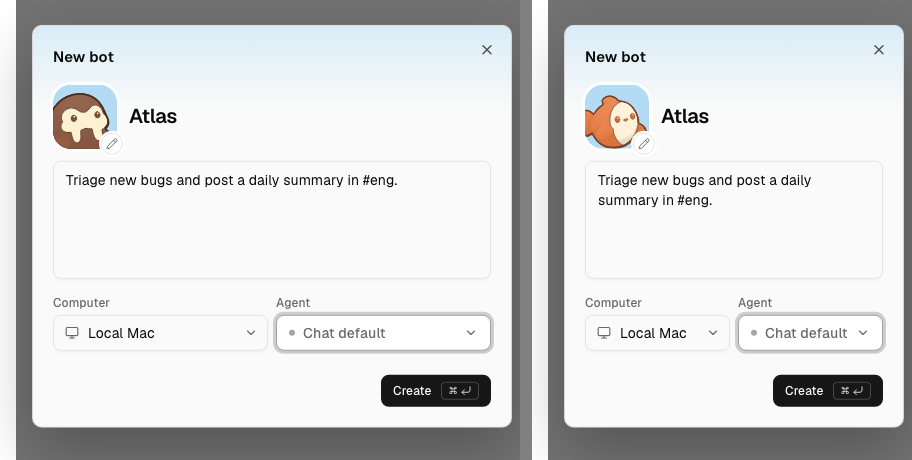 New bot
Atlas
Triage new bugs and post a daily summary in #eng.
Computer
Agent
Local Mac
Chat default
Create ⌘ ↵
New bot
Atlas
Triage new bugs and post a daily
summary in #eng.
Computer
Agent
Local Mac
Chat default
Create ⌘ ↵